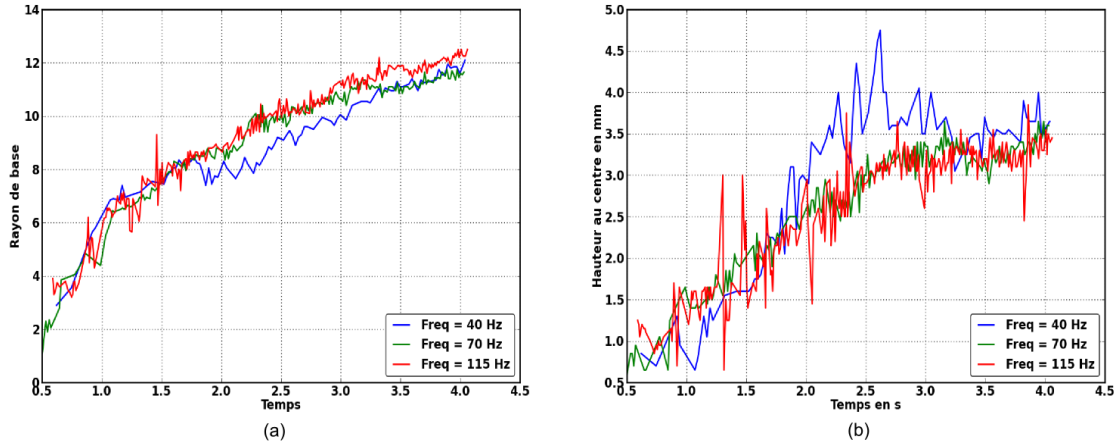 14
12
10
8
6
4
2
0
0.5 1.0 1.5 2.0 2.5 3.0 3.5 4.0 4.5
Rayon de base
Temps
Freq = 40 Hz
Freq = 70 Hz
Freq = 115 Hz
(a)
5.0
4.5
4.0
3.5
3.0
2.5
2.0
1.5
1.0
0.5
0.5 1.0 1.5 2.0 2.5 3.0 3.5 4.0 4.5
Hauteur au centre en mm
Temps en s
Freq = 40 Hz
Freq = 70 Hz
Freq = 115 Hz
(b)